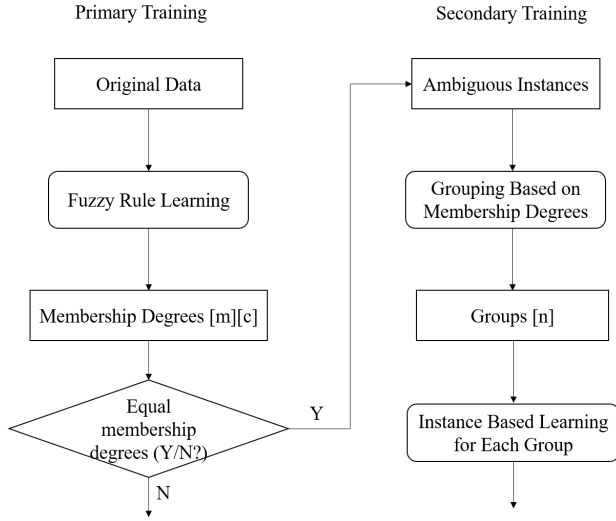 Primary Training
Original Data
Fuzzy Rule Learning
Membership Degrees [m][c]
Equal
membership
degrees (Y/N?)
Y
N
Secondary Training
Ambiguous Instances
Grouping Based on
Membership Degrees
Groups [n]
Instance Based Learning
for Each Group